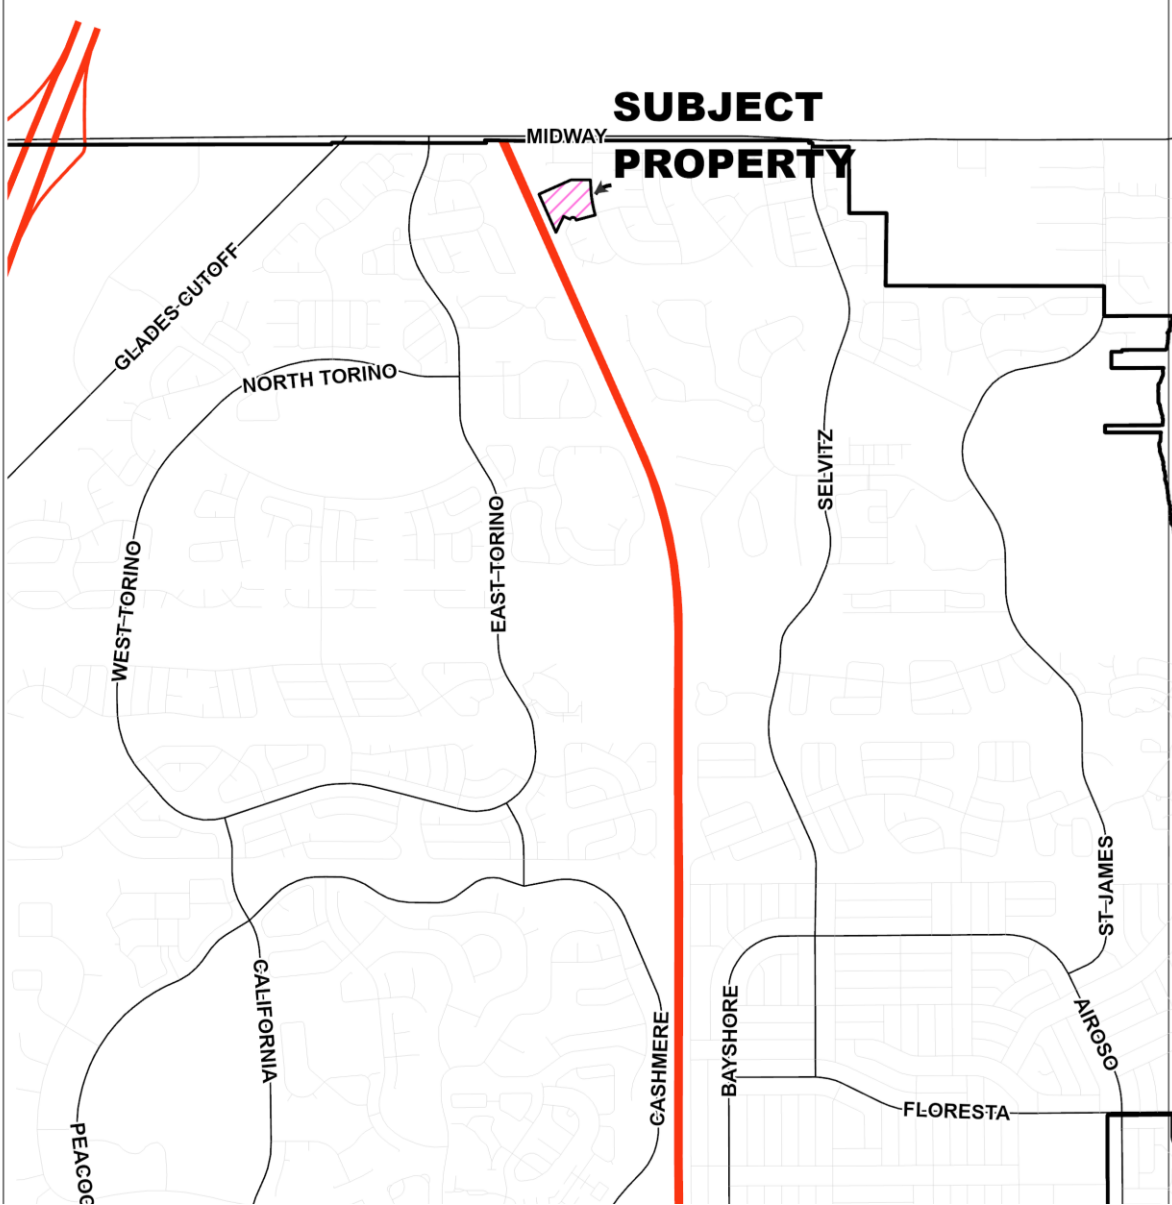 SUBJECT
MIDWAY
PROPERTY
GLADES CUTOFF
NORTH TORINO
SELVITZ
EAST TORINO
WEST TORINO
ST JAMES
CALIFORNIA
BAYSHORE
AIROSO
CASHMERE
FLORESTA
PEACOC